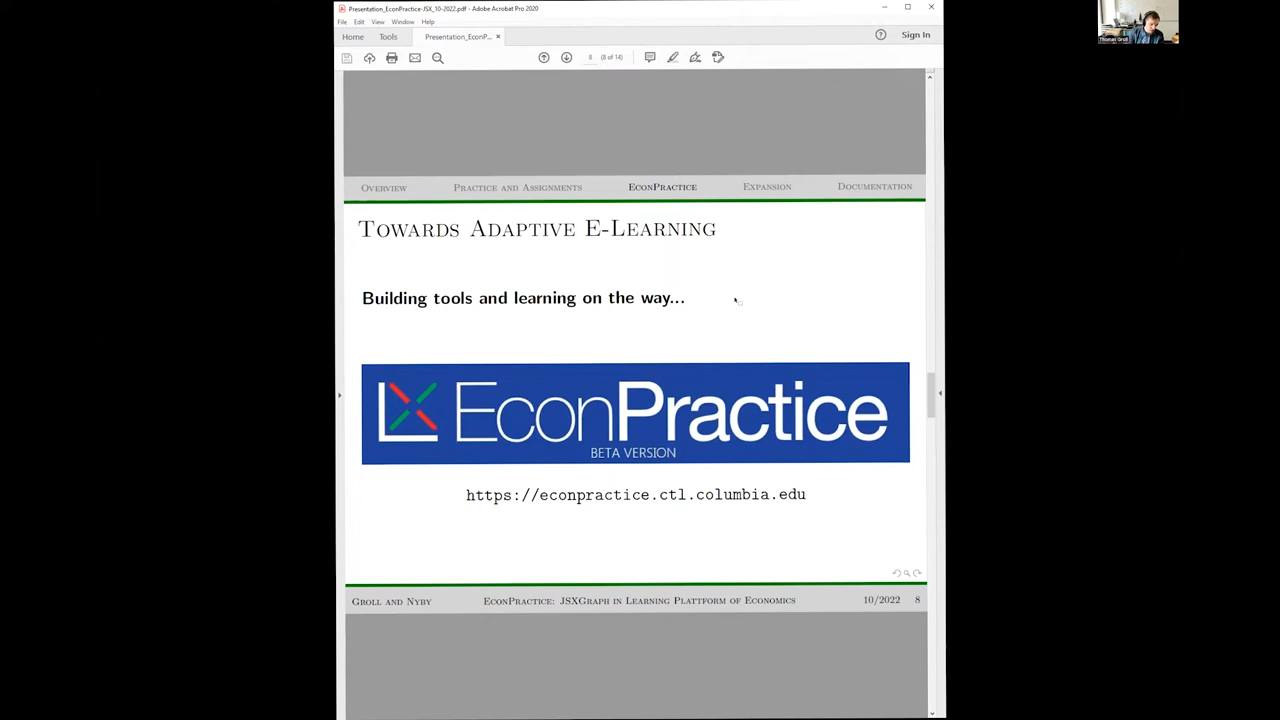 Presentation_EconPractice-JSX_10-2022.pdf - Adobe Acrobat Pro 2020
File Edit View Window Help
Home Tools Presentation_EconP... × Sign In
8 (8 of 14)
Thomas Groll
Overview Practice and Assignments EconPractice Expansion Documentation
Towards Adaptive E-Learning
Building tools and learning on the way...
EconPractice
BETA VERSION
https://econpractice.ctl.columbia.edu
Groll and Nyby EconPractice: JSXGraph in Learning Plattform of Economics 10/2022 8